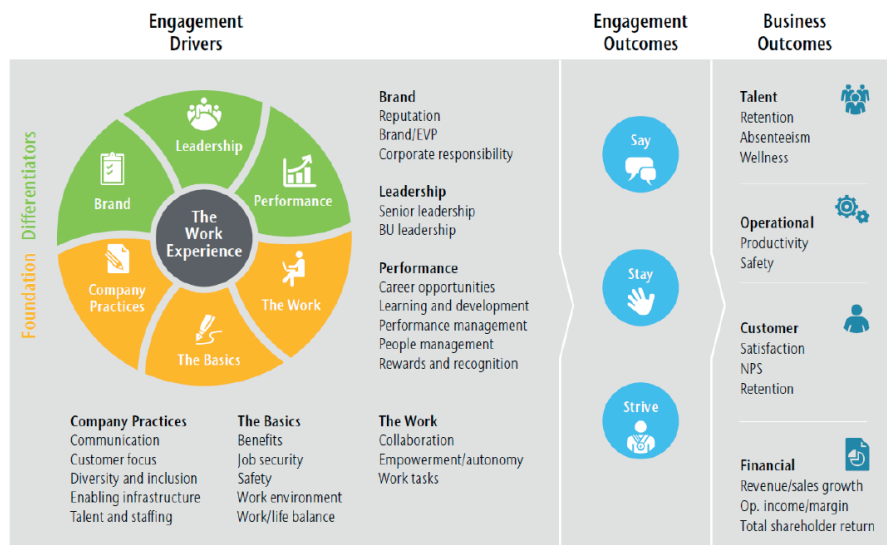 Engagement
Drivers
Engagement
Outcomes
Business
Outcomes
Differentiators
Foundation
Leadership
Brand
Performance
The
Work
Experience
Company
Practices
The Work
The Basics
Brand
Reputation
Brand/EVP
Corporate responsibility
Leadership
Senior leadership
BU leadership
Performance
Career opportunities
Learning and development
Performance management
People management
Rewards and recognition
Company Practices
Communication
Customer focus
Diversity and inclusion
Enabling infrastructure
Talent and staffing
The Basics
Benefits
Job security
Safety
Work environment
Work/life balance
The Work
Collaboration
Empowerment/autonomy
Work tasks
Say
Stay
Strive
Talent
Retention
Absenteeism
Wellness
Operational
Productivity
Safety
Customer
Satisfaction
NPS
Retention
Financial
Revenue/sales growth
Op. income/margin
Total shareholder return